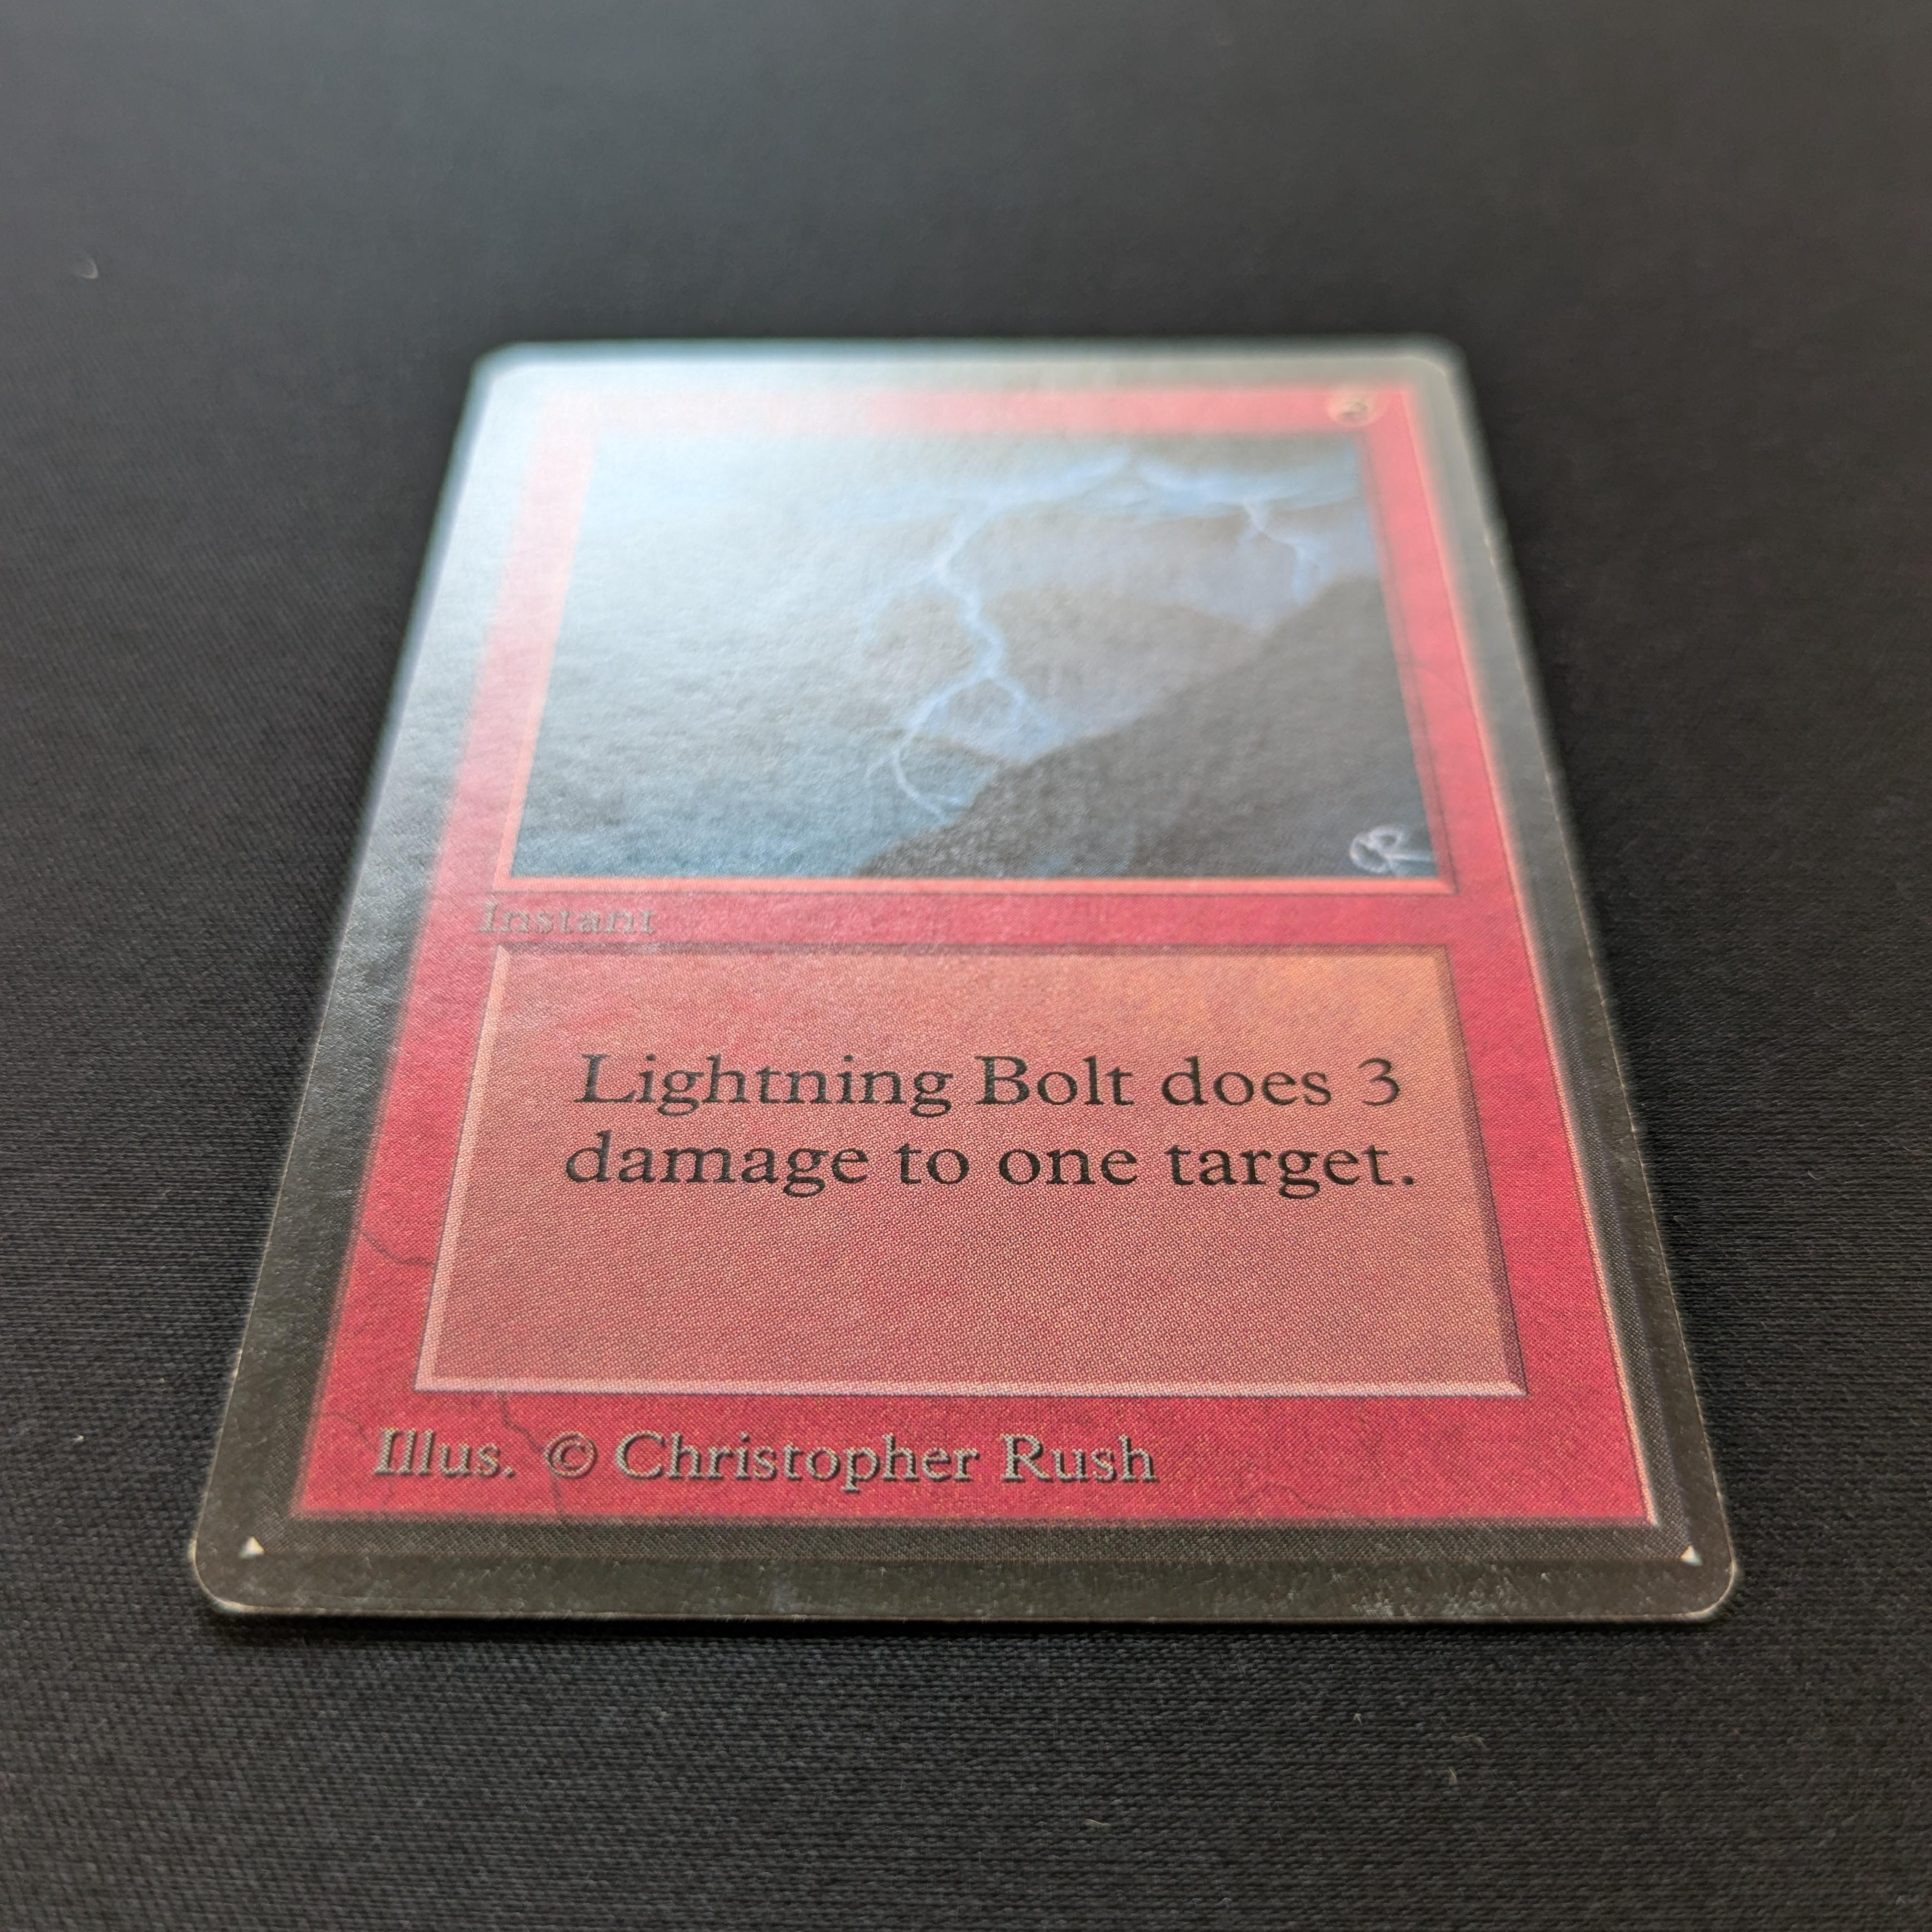 Instant
Lightning Bolt does 3
damage to one target.
Illus. © Christopher Rush